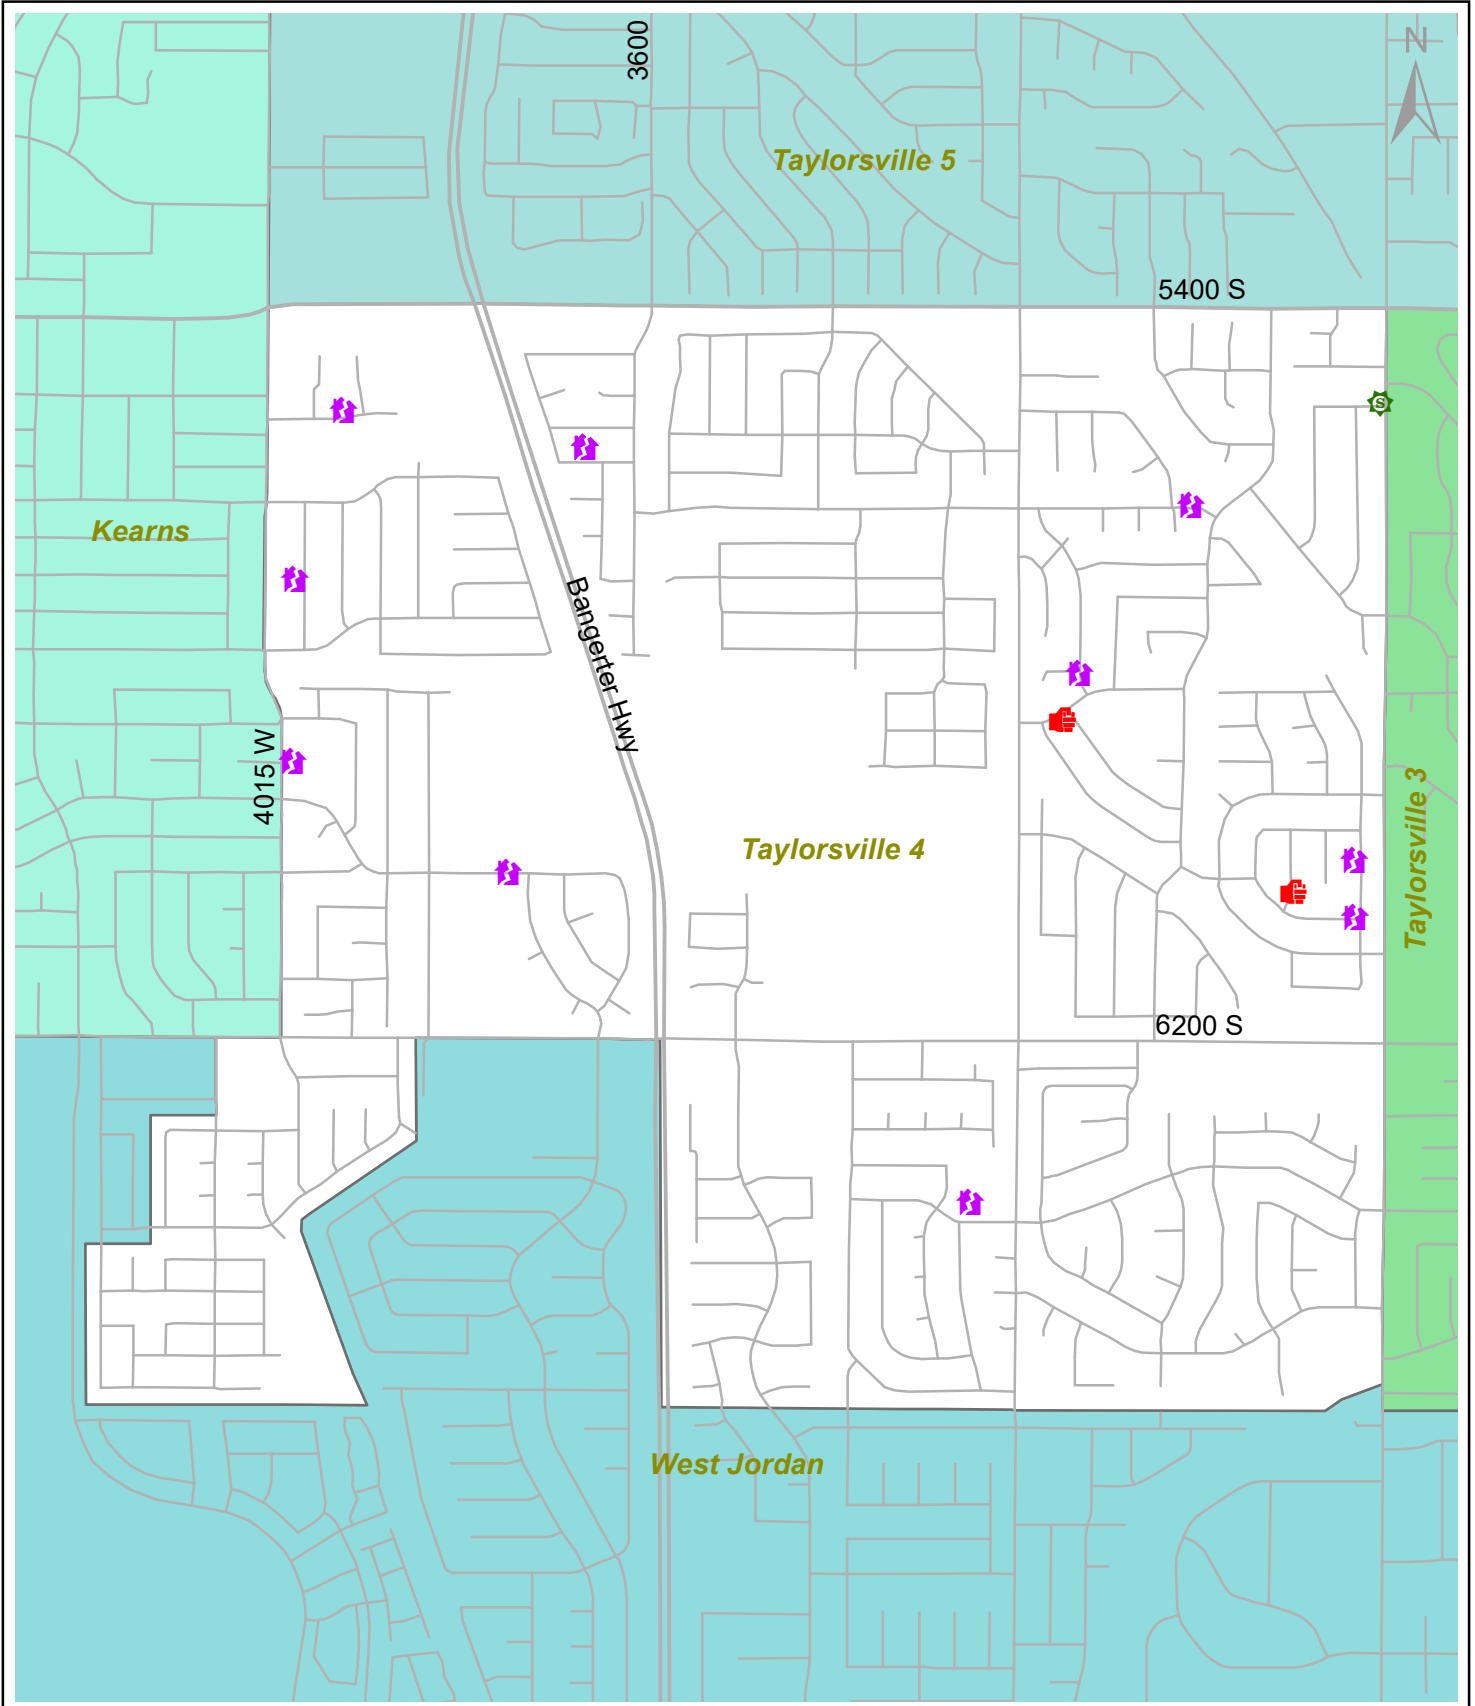 3600
N
Taylorsville 5
5400 S
S
Kearns
Bangerter Hwy
4015 W
Taylorsville 4
Taylorsville 3
6200 S
West Jordan